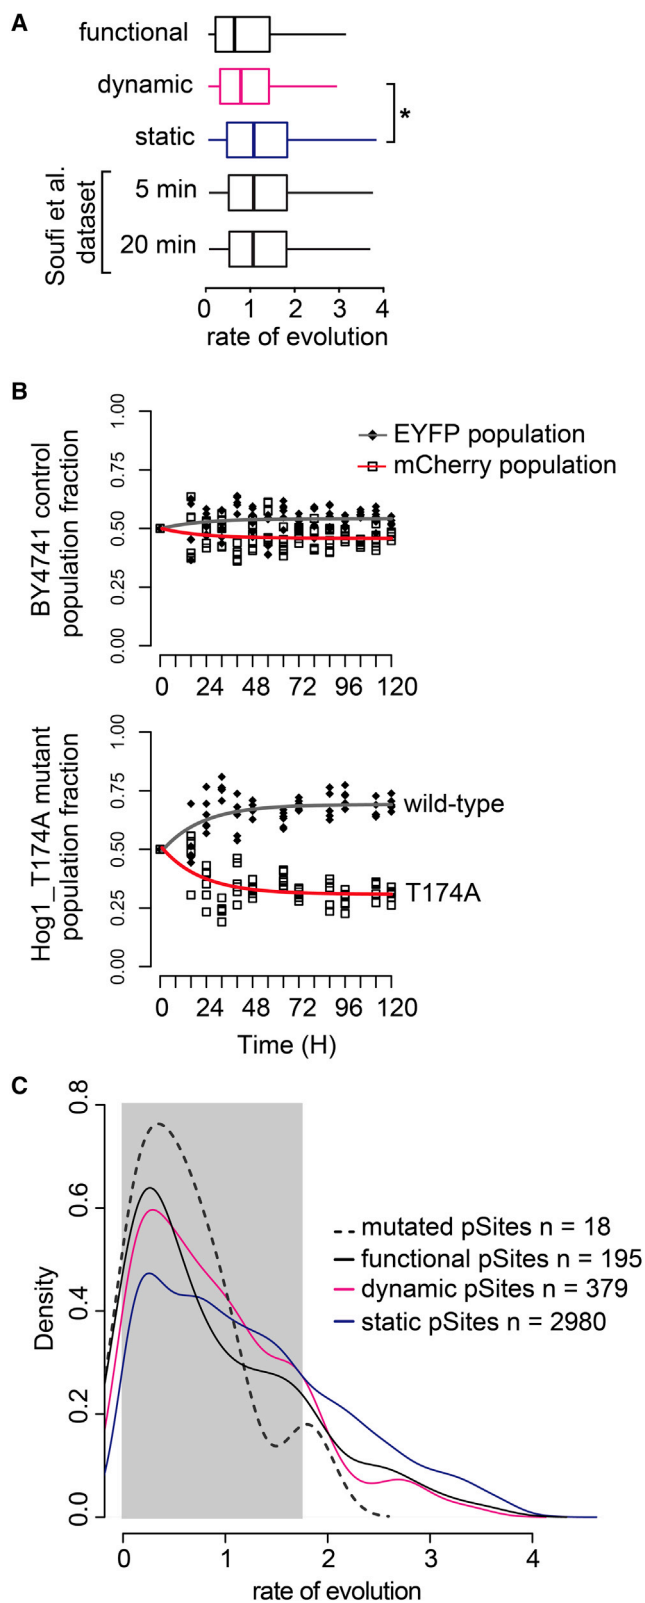 A
functional
dynamic
static
*
Soufi et al.
dataset
5 min
20 min
0 1 2 3 4
rate of evolution
B
BY4741 control
population fraction
0.00 0.25 0.50 0.75 1.00
EYFP population
mCherry population
0 24 48 72 96 120
Hog1_T174A mutant
population fraction
0.00 0.25 0.50 0.75 1.00
wild-type
T174A
0 24 48 72 96 120
Time (H)
C
Density
0.0 0.2 0.4 0.6 0.8
mutated pSites n = 18
functional pSites n = 195
dynamic pSites n = 379
static pSites n = 2980
0 1 2 3 4
rate of evolution